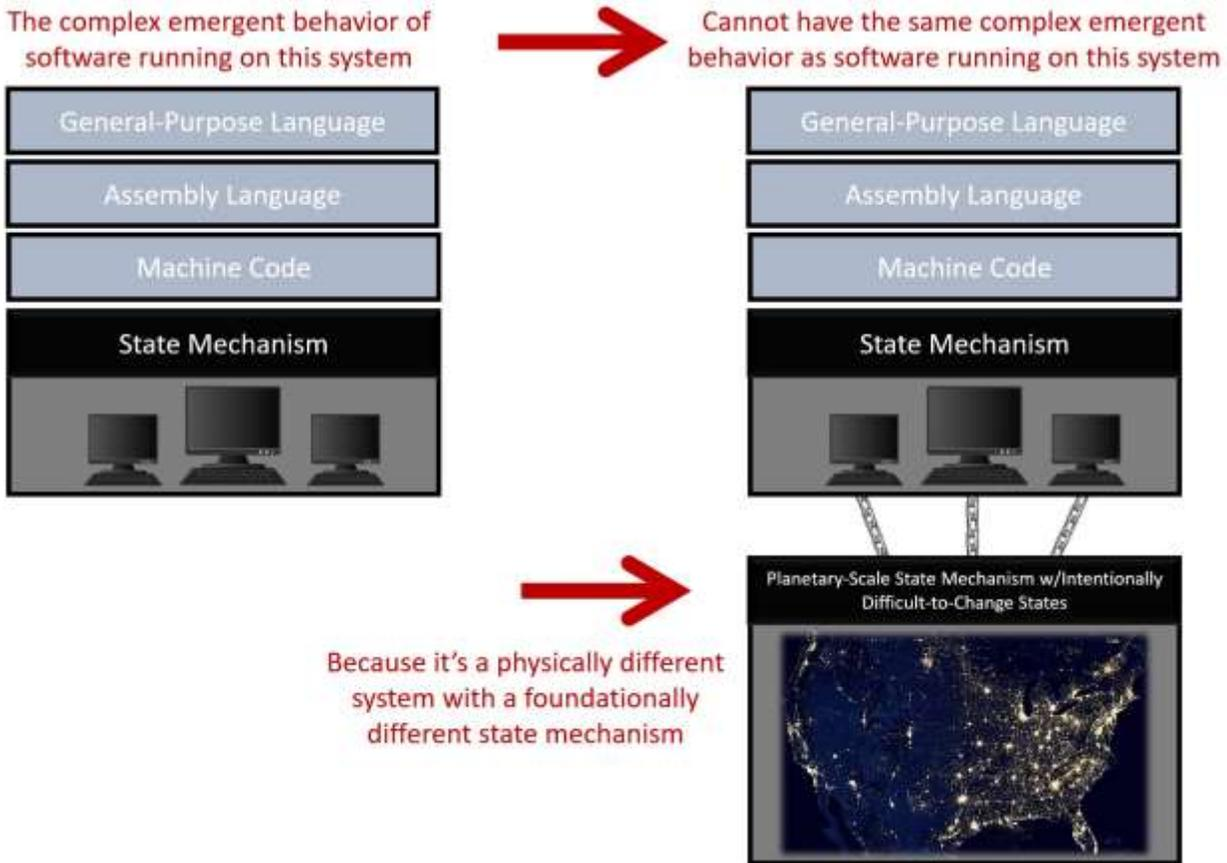 The complex emergent behavior of
software running on this system
Cannot have the same complex emergent
behavior as software running on this system
General-Purpose Language
Assembly Language
Machine Code
State Mechanism
General-Purpose Language
Assembly Language
Machine Code
State Mechanism
Planetary-Scale State Mechanism w/Intentionally
Difficult-to-Change States
Because it's a physically different
system with a foundationally
different state mechanism